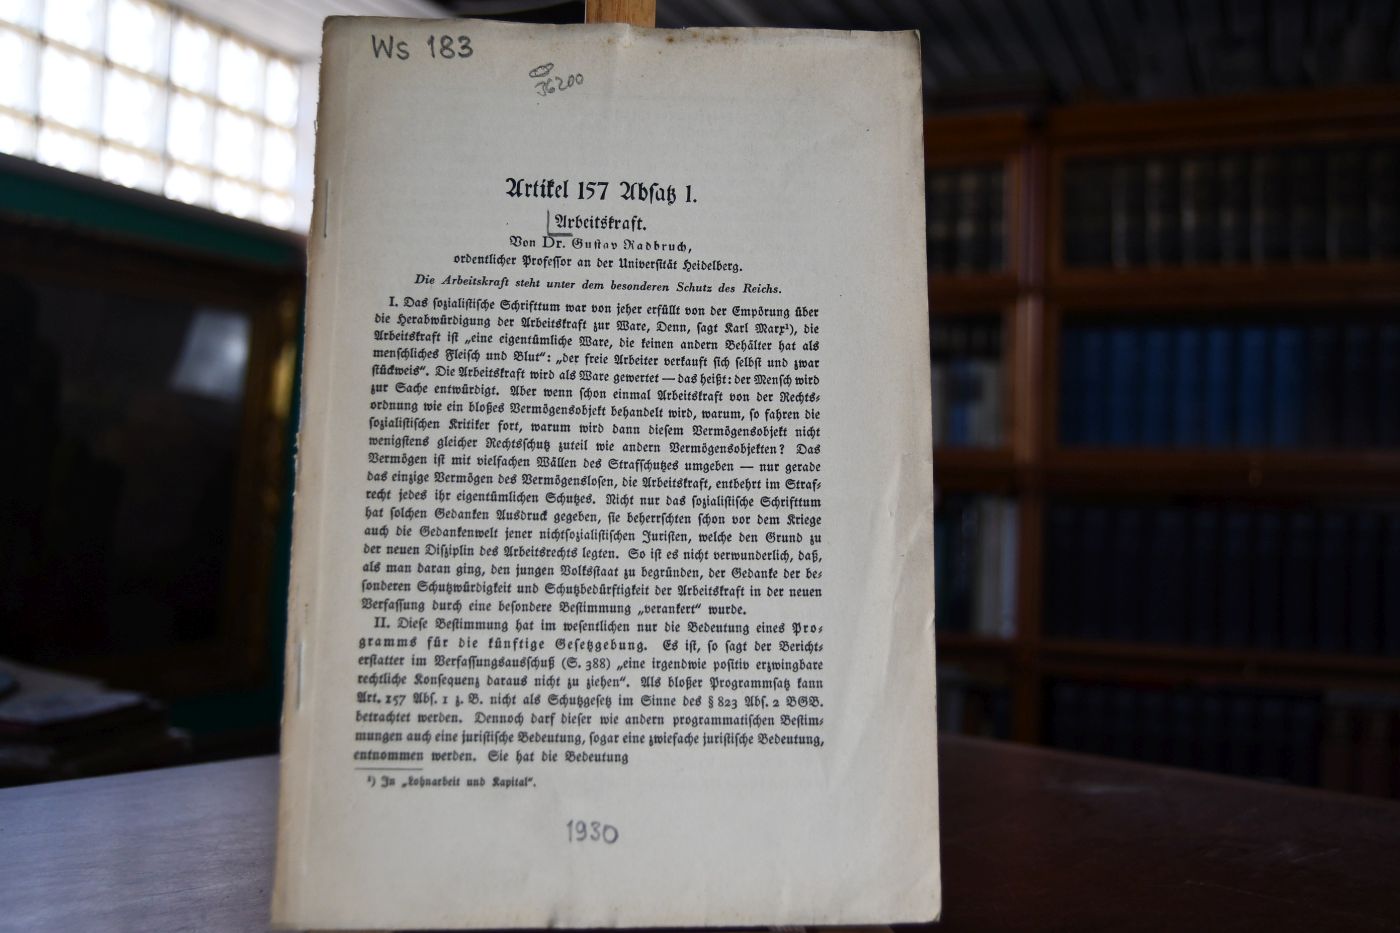 Ws 183
36200
Artikel 157 Absatz 1.
Arbeitskraft.
Von Dr. Gustav Radbruch,
ordentlicher Professor an der Universität Heidelberg.
Die Arbeitskraft steht unter dem besonderen Schutz des Reichs.
I. Das sozialistische Schrifttum war von jeher erfüllt von der Empörung über
die Herabwürdigung der Arbeitskraft zur Ware, Denn, sagt Karl Marx¹), die
Arbeitskraft ist „eine eigentümliche Ware, die keinen andern Behälter hat als
menschliches Fleisch und Blut“: „der freie Arbeiter verkauft sich selbst und zwar
stückweis“. Die Arbeitskraft wird als Ware gewertet — das heißt: der Mensch wird
zur Sache entwürdigt. Aber wenn schon einmal Arbeitskraft von der Rechts-
ordnung wie ein bloßes Vermögensobjekt behandelt wird, warum, so fahren die
sozialistischen Kritiker fort, warum wird dann diesem Vermögensobjekt nicht
wenigstens gleicher Rechtsschutz zuteil wie andern Vermögensobjekten? Das
Vermögen ist mit vielfachen Wällen des Strafschutzes umgeben — nur gerade
das einzige Vermögen des Vermögenslosen, die Arbeitskraft, entbehrt im Straf-
recht jedes ihr eigentümlichen Schutzes. Nicht nur das sozialistische Schrifttum
hat solchen Gedanken Ausdruck gegeben, sie beherrschten schon vor dem Kriege
auch die Gedankenwelt jener nichtsozialistischen Juristen, welche den Grund zu
der neuen Disziplin des Arbeitsrechts legten. So ist es nicht verwunderlich, daß,
als man daran ging, den jungen Volksstaat zu begründen, der Gedanke der be-
sonderen Schutzwürdigkeit und Schutzbedürftigkeit der Arbeitskraft in der neuen
Verfassung durch eine besondere Bestimmung „verankert“ wurde.
II. Diese Bestimmung hat im wesentlichen nur die Bedeutung eines Pro-
gramms für die künftige Gesetzgebung. Es ist, so sagt der Bericht-
erstatter im Verfassungsausschuß (S. 388) „eine irgendwie positiv erzwingbare
rechtliche Konsequenz daraus nicht zu ziehen“. Als bloßer Programmsatz kann
Art. 157 Abs. 1 z. B. nicht als Schutzgesetz im Sinne des § 823 Abs. 2 BGB.
betrachtet werden. Dennoch darf dieser wie andern programmatischen Bestim-
mungen auch eine juristische Bedeutung, sogar eine zwiefache juristische Bedeutung,
entnommen werden. Sie hat die Bedeutung
¹) In „Lohnarbeit und Kapital“.
1930